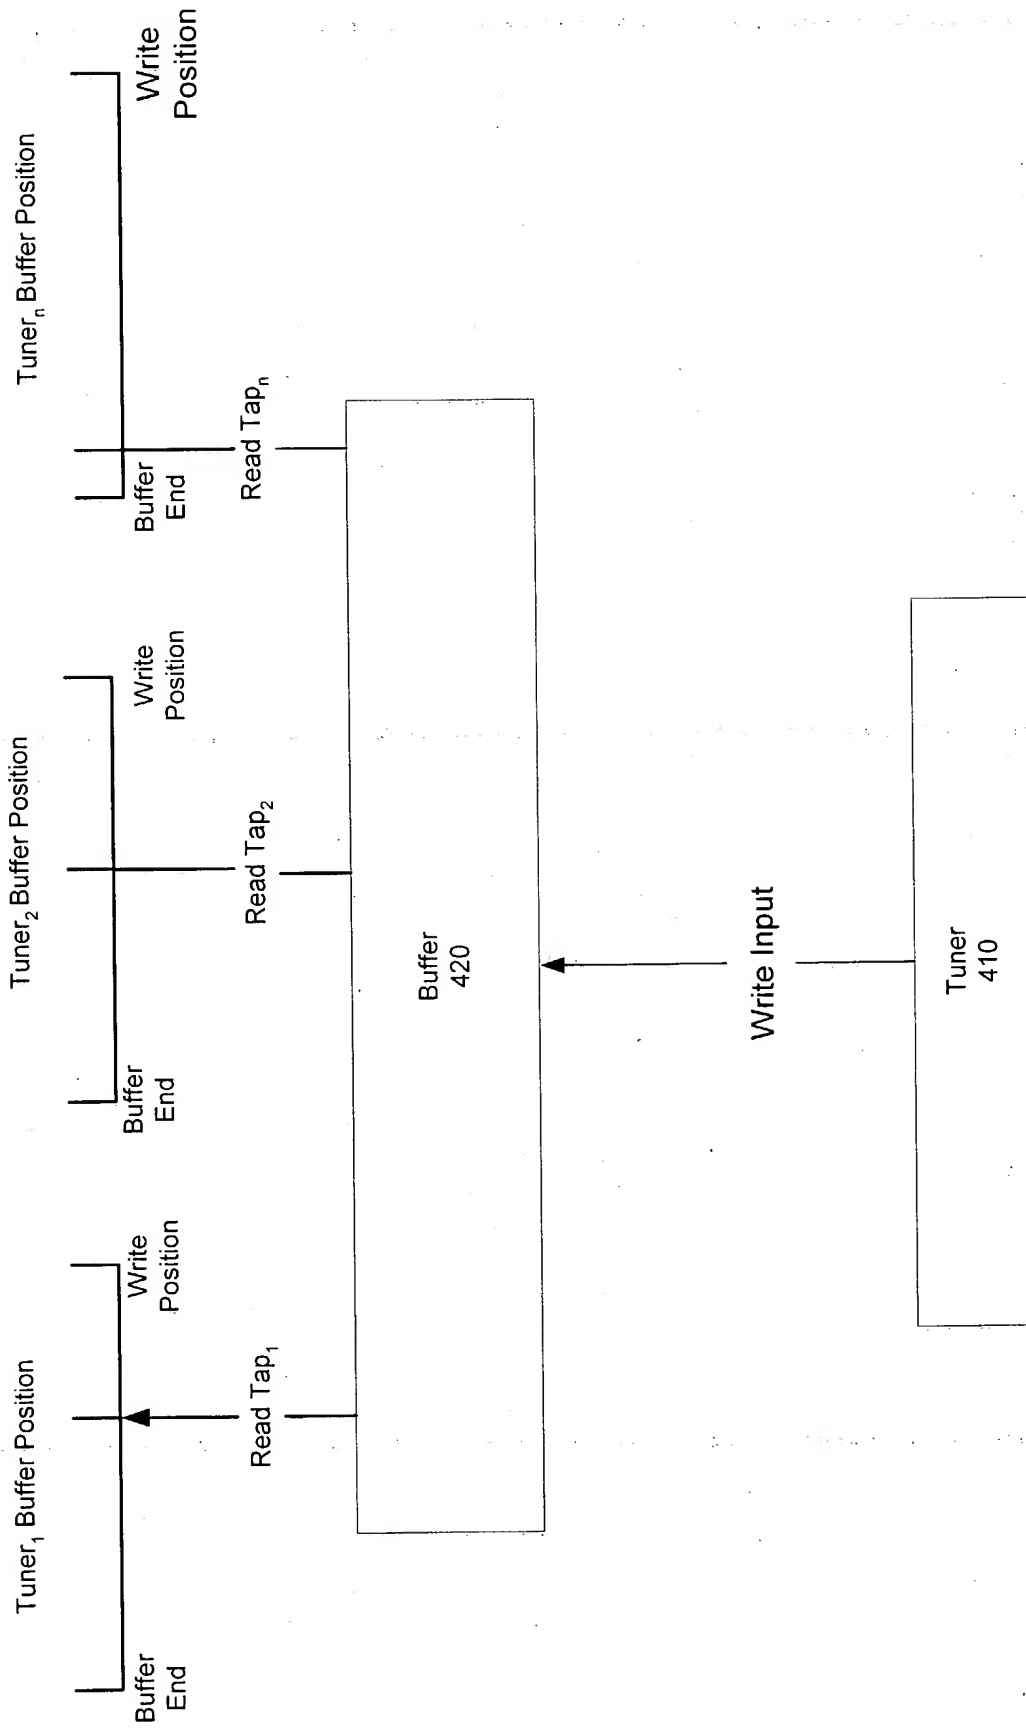 Tuner₁ Buffer Position
Tuner₂ Buffer Position
Tunerₙ Buffer Position
Buffer
End
Write
Position
Buffer
End
Write
Position
Buffer
End
Write
Position
Read Tap₁
Read Tap₂
Read Tapₙ
Buffer
420
Write Input
Tuner
410